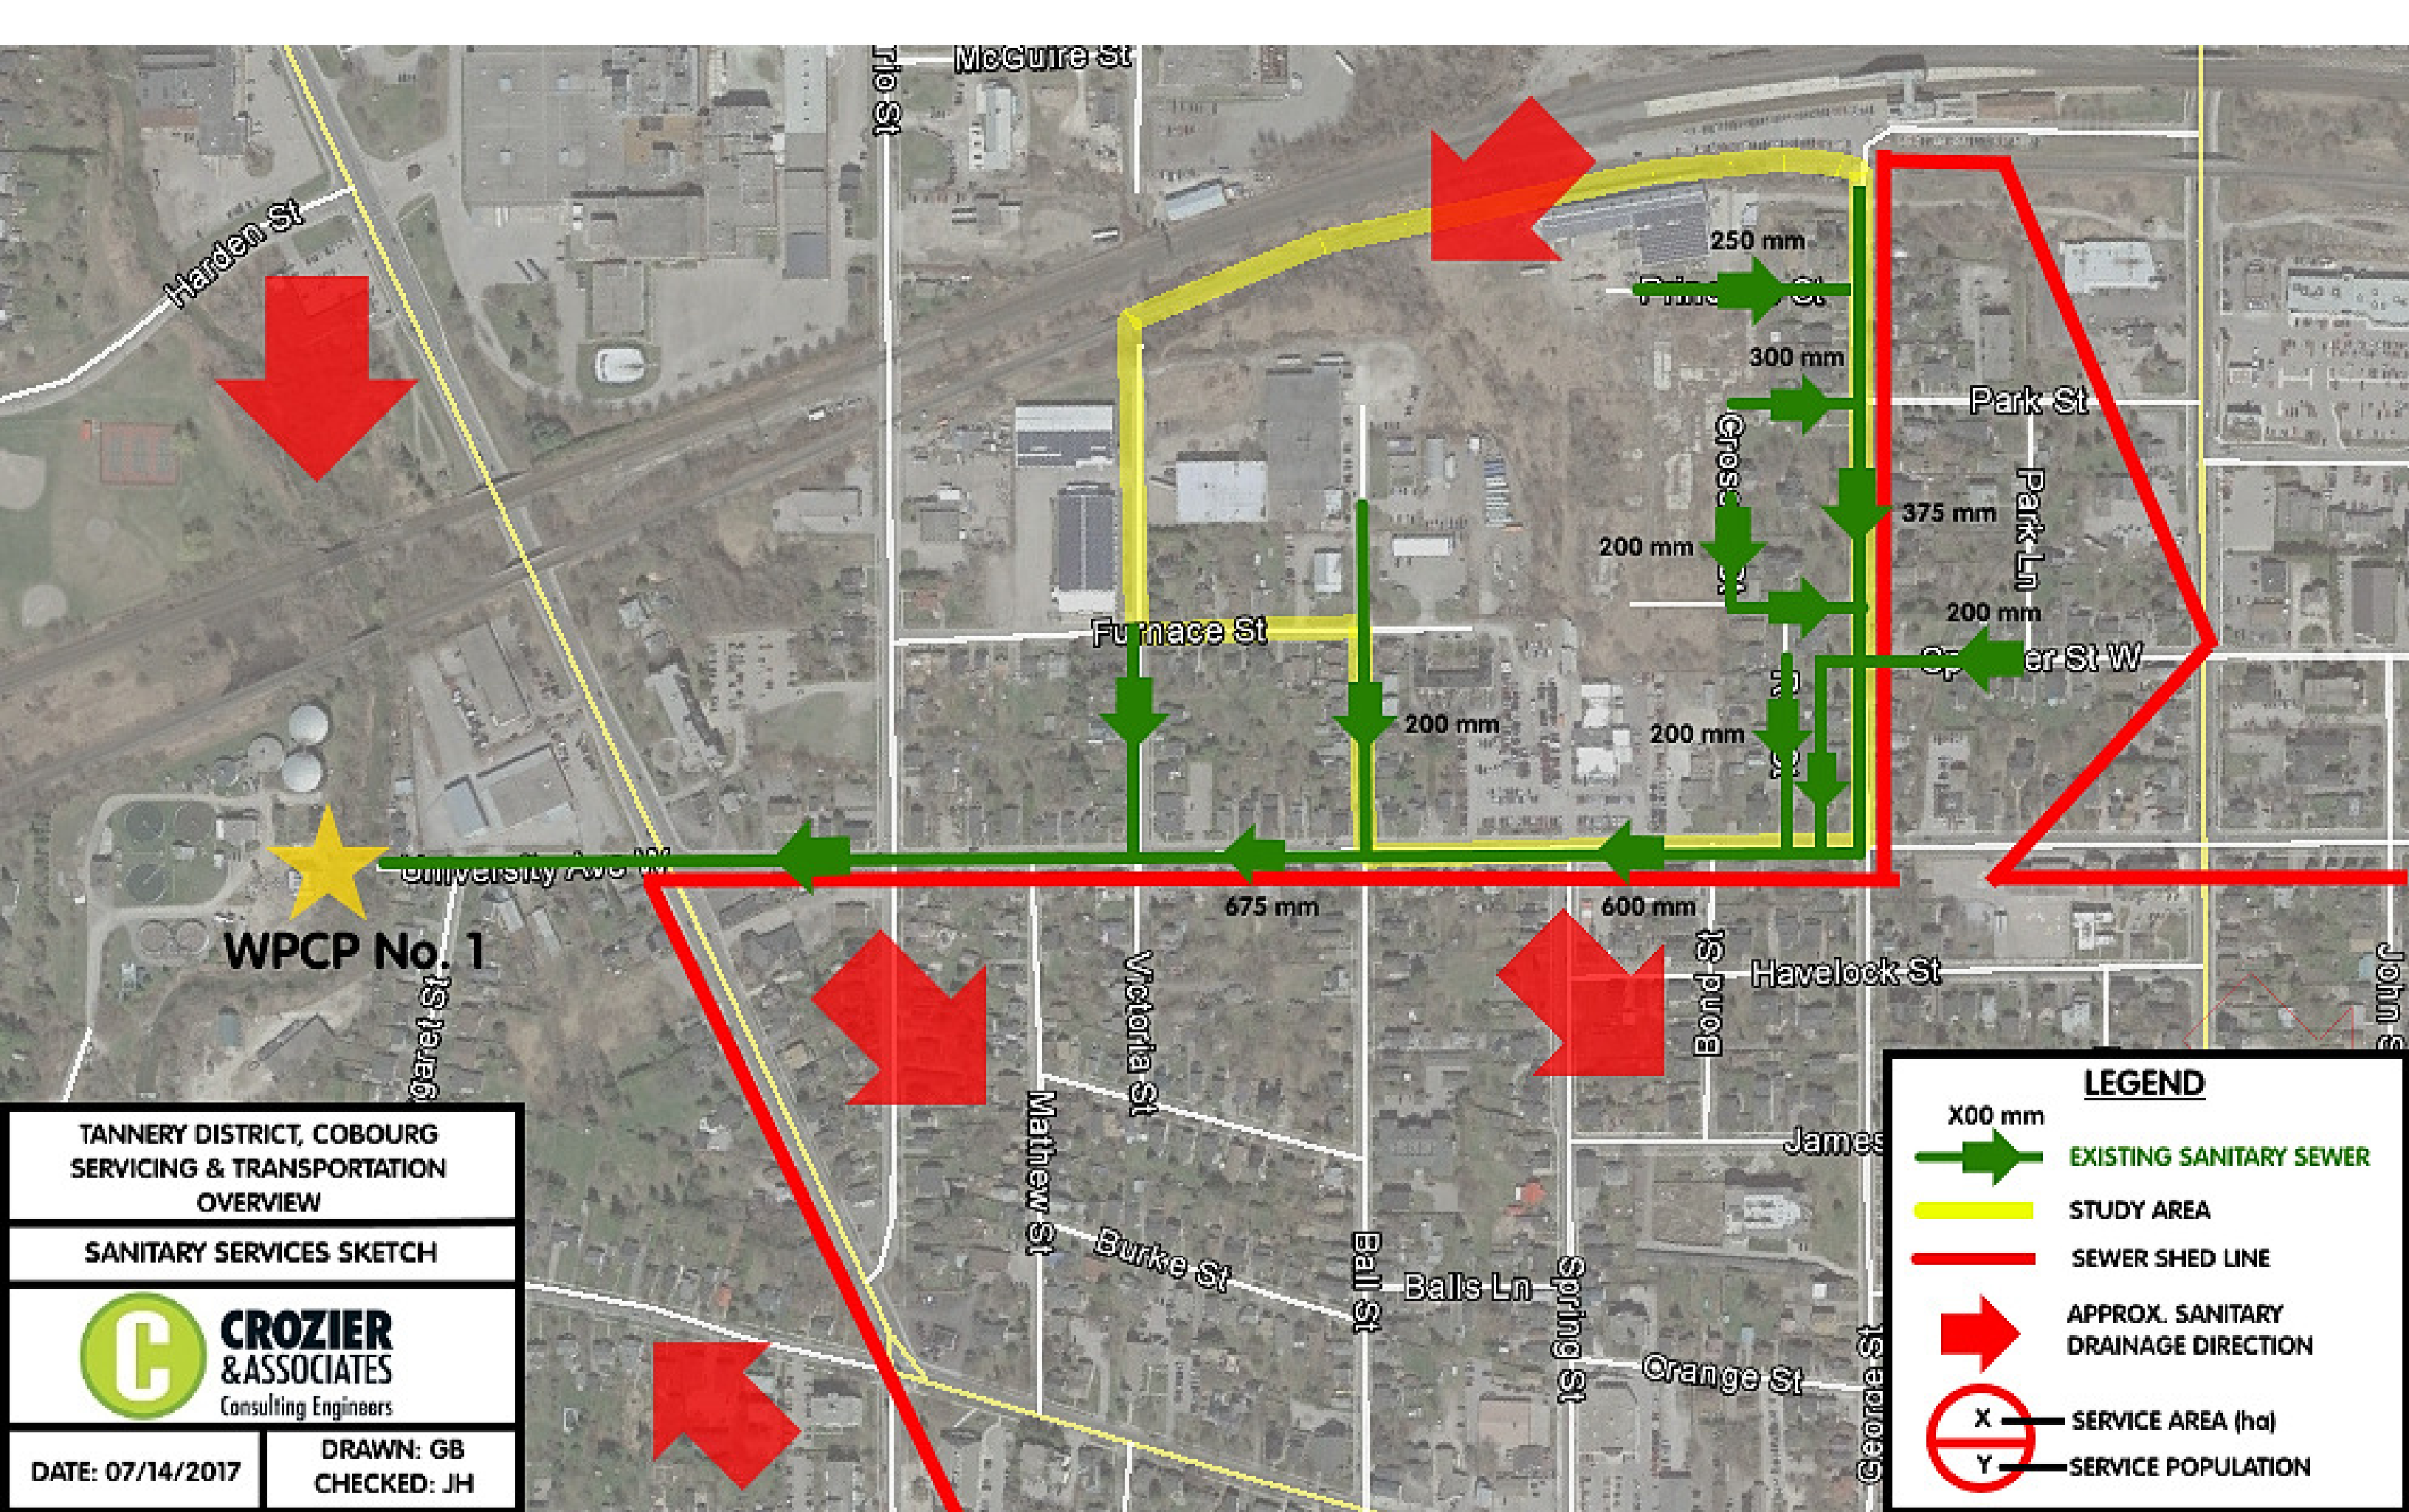 McGuire St
Harden St
250 mm
300 mm
Park St
Park Ln
375 mm
200 mm
200 mm
Furnace St
er St W
200 mm
200 mm
University Ave W
675 mm
600 mm
WPCP No. 1
Victoria St
Bond St
Havelock St
John S
garet St
Mathew St
James
Burke St
Ball St
Balls Ln
Spring St
Orange St
George St
TANNERY DISTRICT, COBOURG
SERVICING & TRANSPORTATION
OVERVIEW
SANITARY SERVICES SKETCH
C
CROZIER
& ASSOCIATES
Consulting Engineers
DATE: 07/14/2017
DRAWN: GB
CHECKED: JH
LEGEND
X00 mm
EXISTING SANITARY SEWER
STUDY AREA
SEWER SHED LINE
APPROX. SANITARY
DRAINAGE DIRECTION
X
SERVICE AREA (ha)
Y
SERVICE POPULATION